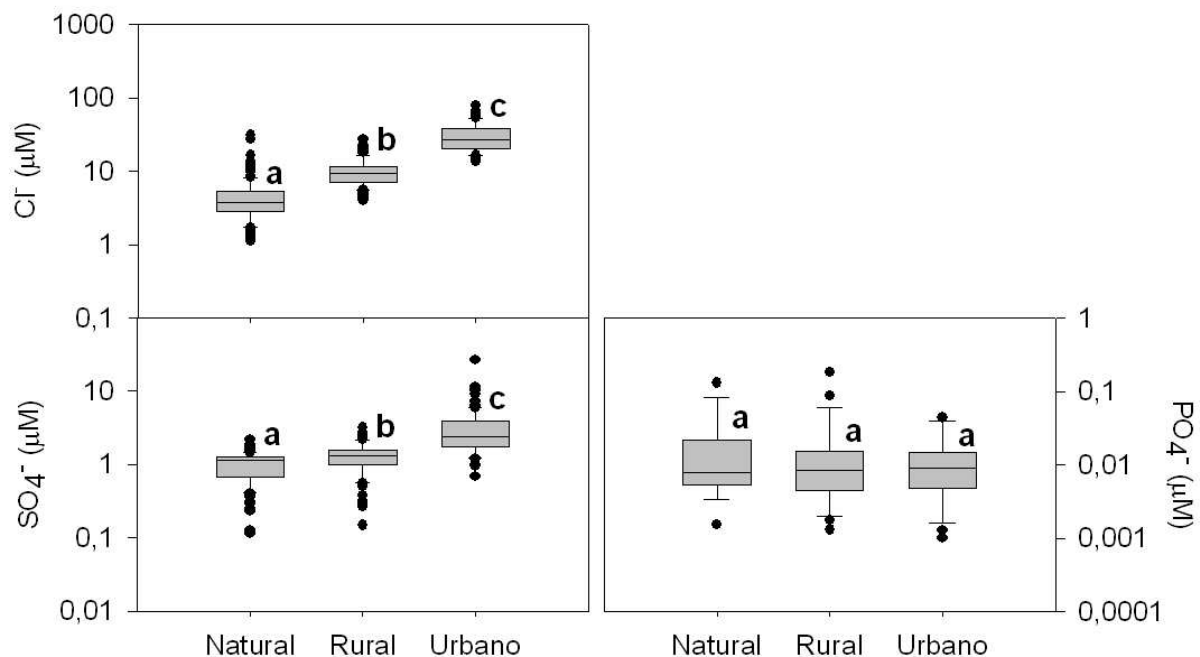 1000
100
10
1
0,1
Cl⁻ (μM)
a
b
c
10
1
0,1
0,01
SO₄⁻ (μM)
a
b
c
Natural Rural Urbano
1
0,1
0,01
0,001
0,0001
PO₄⁻ (μM)
a
a
a
Natural Rural Urbano